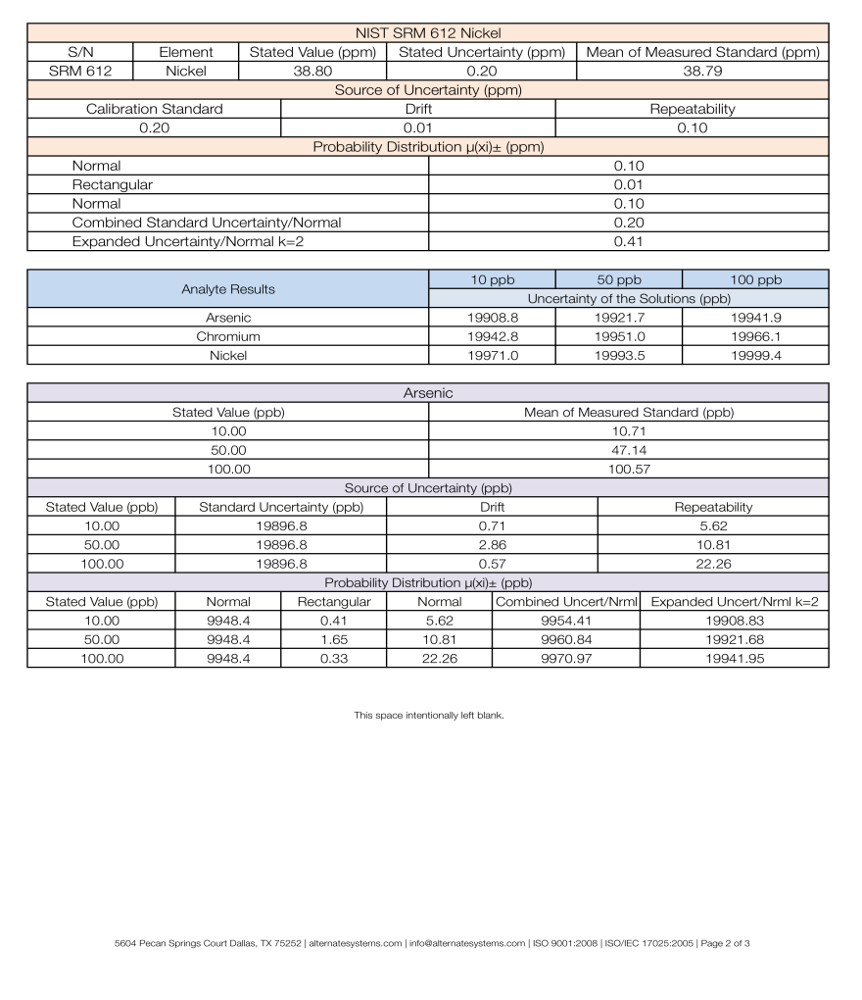 NIST SRM 612 Nickel
S/N Element Stated Value (ppm) Stated Uncertainty (ppm) Mean of Measured Standard (ppm)
SRM 612 Nickel 38.80 0.20 38.79
Source of Uncertainty (ppm)
Calibration Standard Drift Repeatability
0.20 0.01 0.10
Probability Distribution µ(xi)± (ppm)
Normal 0.10
Rectangular 0.01
Normal 0.10
Combined Standard Uncertainty/Normal 0.20
Expanded Uncertainty/Normal k=2 0.41
Analyte Results 10 ppb 50 ppb 100 ppb
Uncertainty of the Solutions (ppb)
Arsenic 19908.8 19921.7 19941.9
Chromium 19942.8 19951.0 19966.1
Nickel 19971.0 19993.5 19999.4
Arsenic
Stated Value (ppb) Mean of Measured Standard (ppb)
10.00 10.71
50.00 47.14
100.00 100.57
Source of Uncertainty (ppb)
Stated Value (ppb) Standard Uncertainty (ppb) Drift Repeatability
10.00 19896.8 0.71 5.62
50.00 19896.8 2.86 10.81
100.00 19896.8 0.57 22.26
Probability Distribution µ(xi)± (ppb)
Stated Value (ppb) Normal Rectangular Normal Combined Uncert/Nrml Expanded Uncert/Nrml k=2
10.00 9948.4 0.41 5.62 9954.41 19908.83
50.00 9948.4 1.65 10.81 9960.84 19921.68
100.00 9948.4 0.33 22.26 9970.97 19941.95
This space intentionally left blank.
5604 Pecan Springs Court Dallas, TX 75252 | alternatesystems.com | info@alternatesystems.com | ISO 9001:2008 | ISO/IEC 17025:2005 | Page 2 of 3